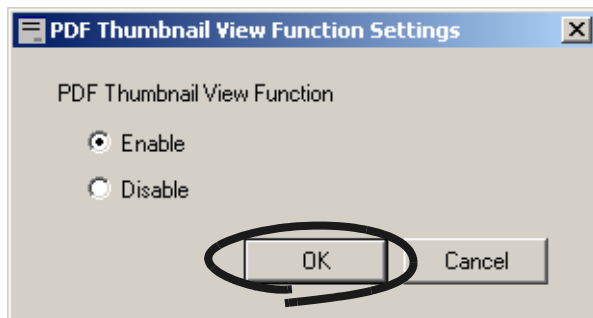 PDF Thumbnail View Function Settings
PDF Thumbnail View Function
Enable
Disable
OK Cancel